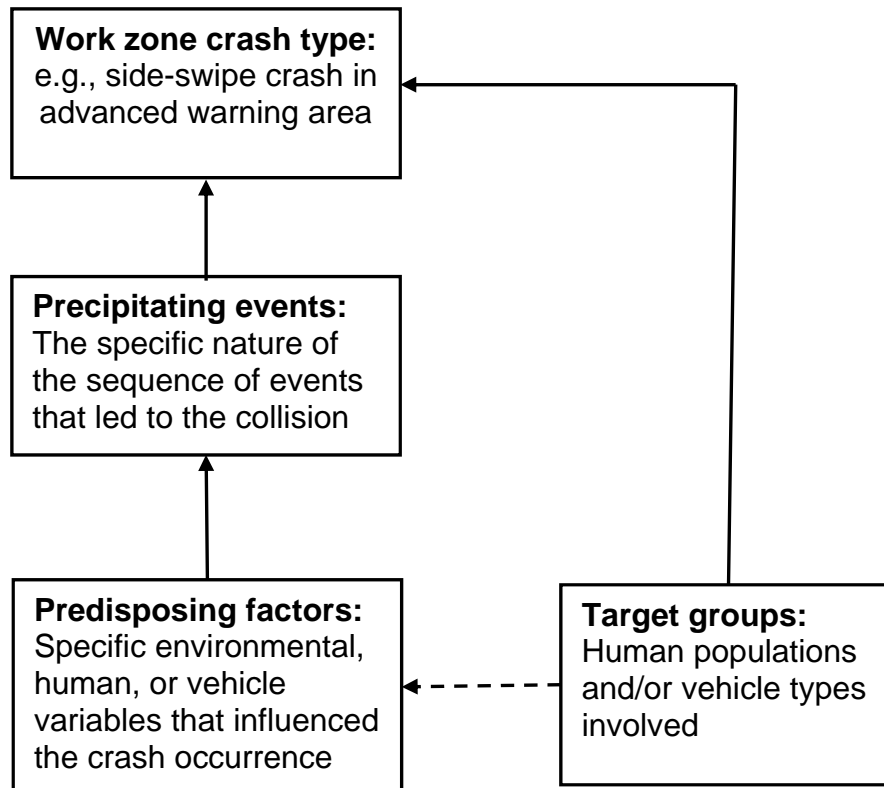 Work zone crash type:
e.g., side-swipe crash in
advanced warning area
Precipitating events:
The specific nature of
the sequence of events
that led to the collision
Predisposing factors:
Specific environmental,
human, or vehicle
variables that influenced
the crash occurrence
Target groups:
Human populations
and/or vehicle types
involved